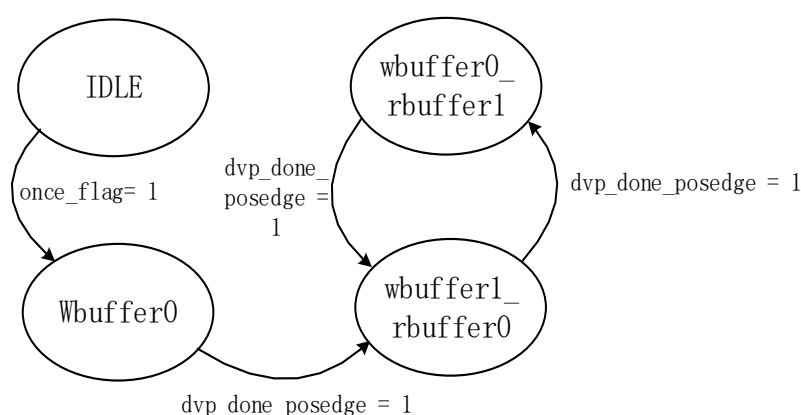 IDLE
wbuffer0_
rbuffer1
once_flag= 1
dvp_done_
posedge =
1
dvp_done_posedge = 1
Wbuffer0
wbuffer1_
rbuffer0
dvp_done_posedge = 1